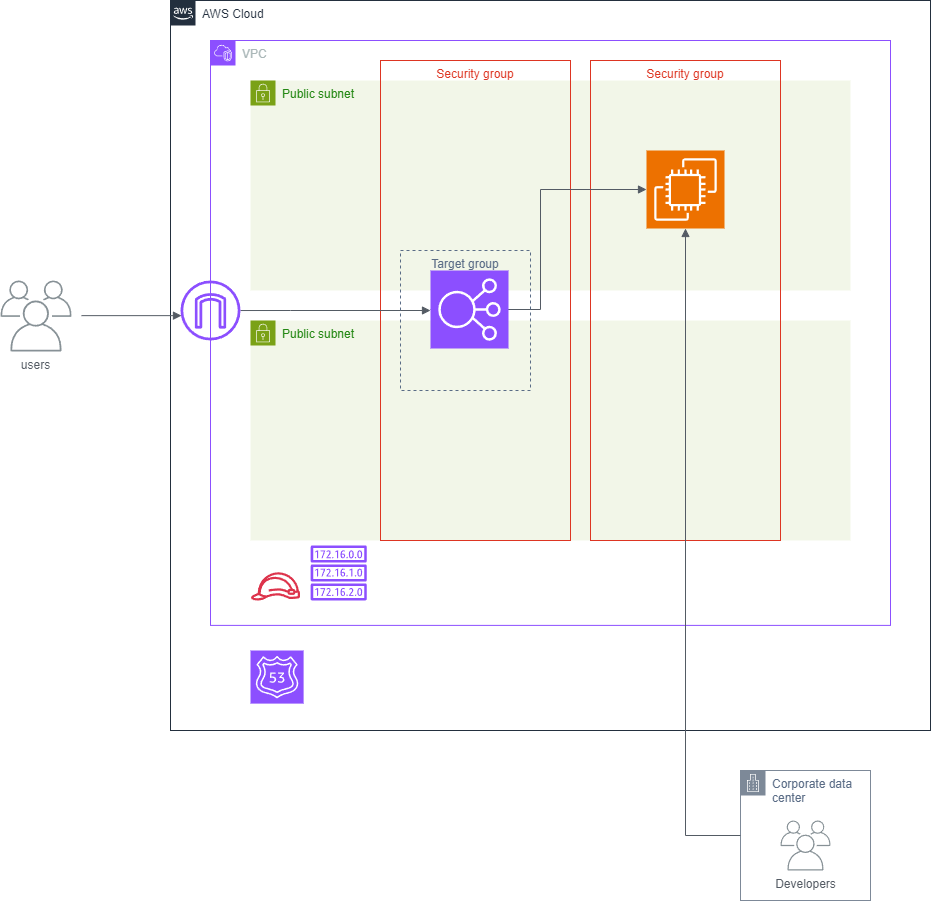 aws
AWS Cloud
VPC
Security group
Security group
Public subnet
Target group
Public subnet
users
172.16.0.0
172.16.1.0
172.16.2.0
53
Corporate data
center
Developers